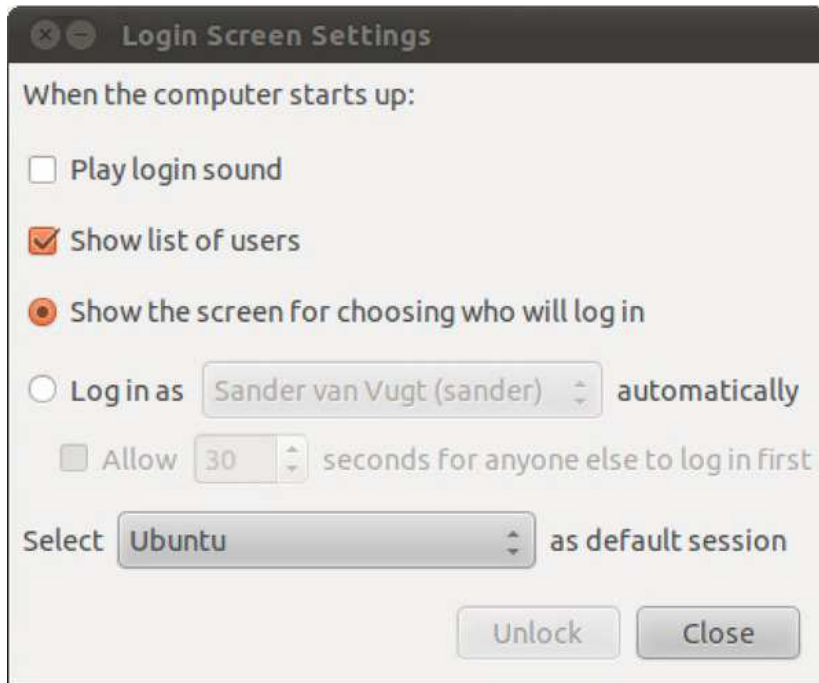 Login Screen Settings
When the computer starts up:
Play login sound
Show list of users
Show the screen for choosing who will log in
Log in as Sander van Vugt (sander) automatically
Allow 30 seconds for anyone else to log in first
Select Ubuntu as default session
Unlock Close